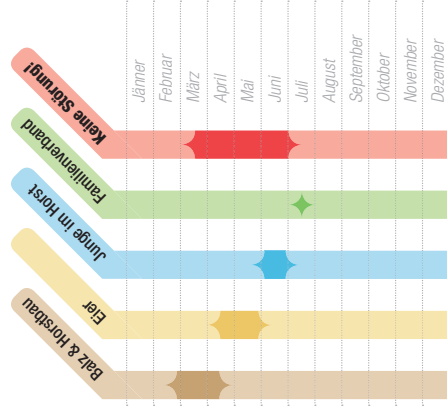 Jänner
Februar
März
April
Mai
Juni
Juli
August
September
Oktober
November
Dezember
Keine Störung!
Familienverband
Junge im Horst
Eier
Balz & Horstbau